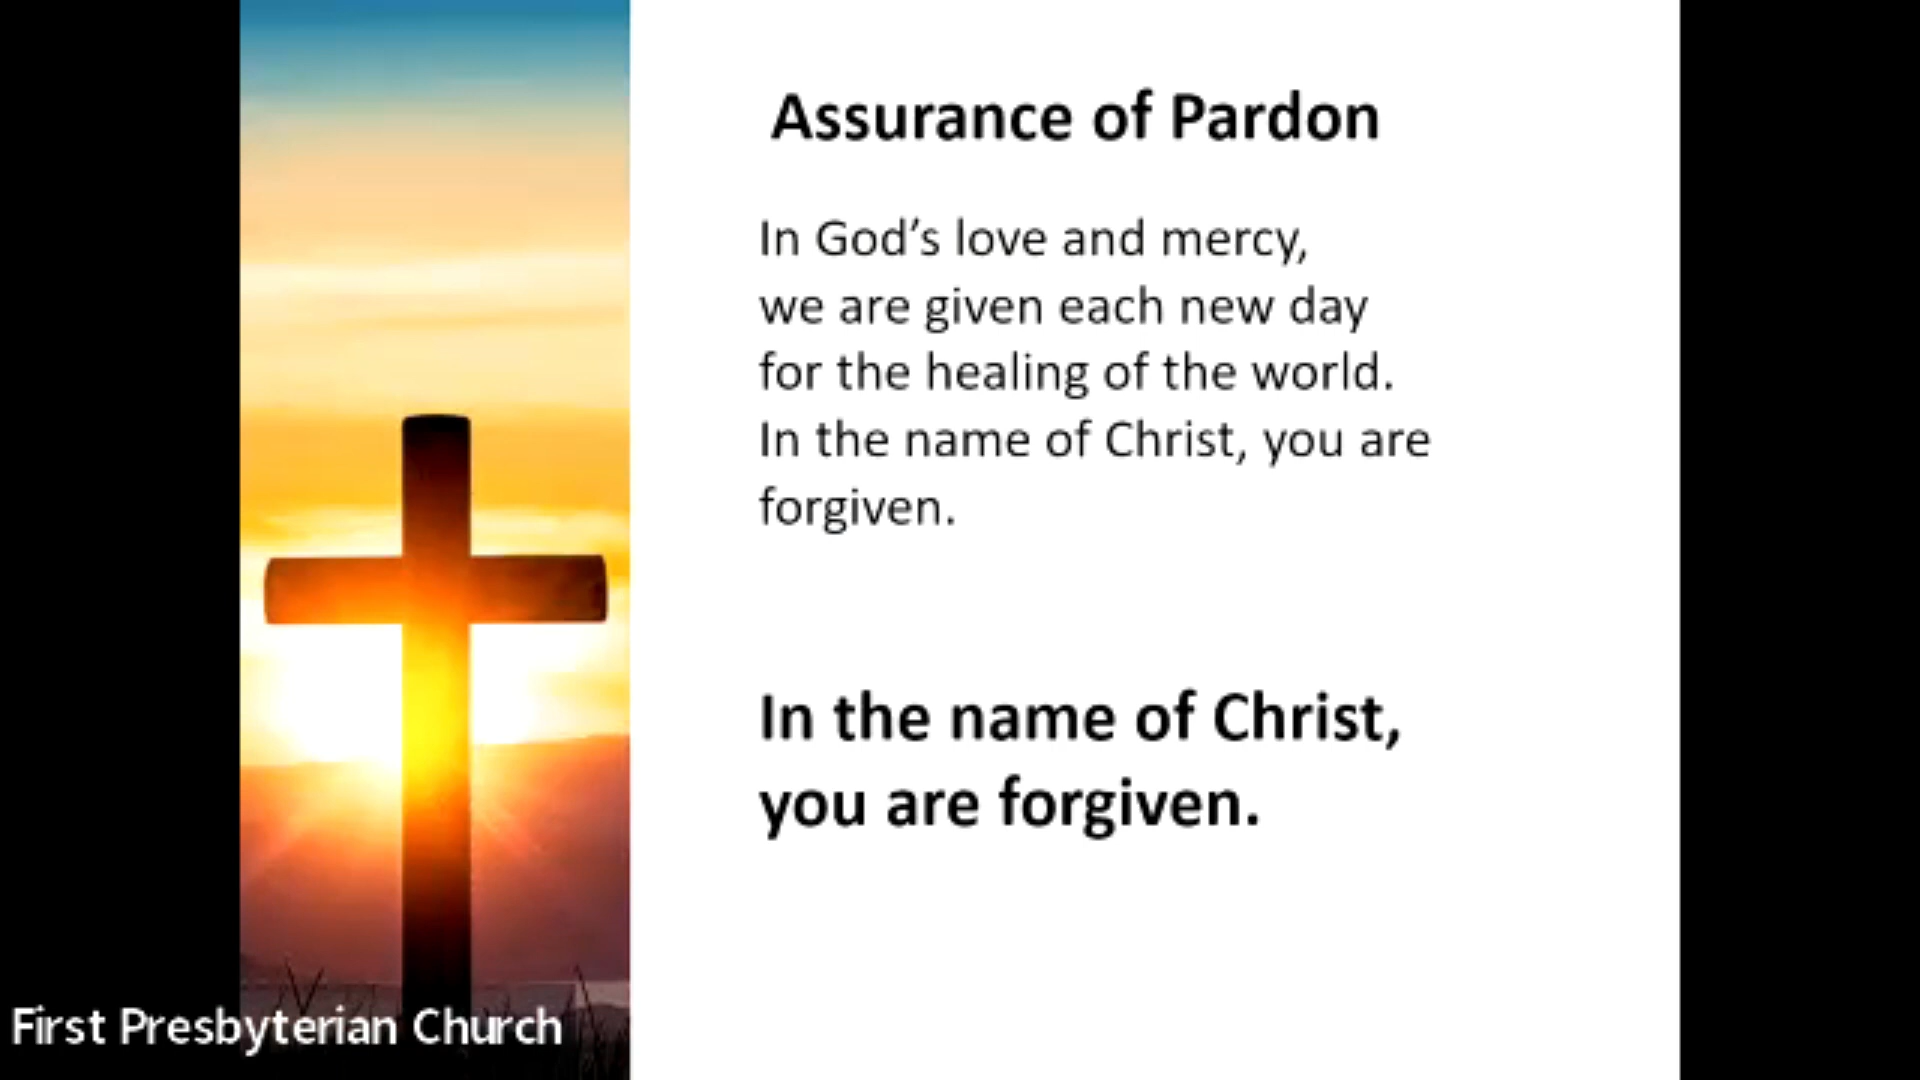 Assurance of Pardon
In God’s love and mercy,
we are given each new day
for the healing of the world.
In the name of Christ, you are
forgiven.
In the name of Christ,
you are forgiven.
First Presbyterian Church